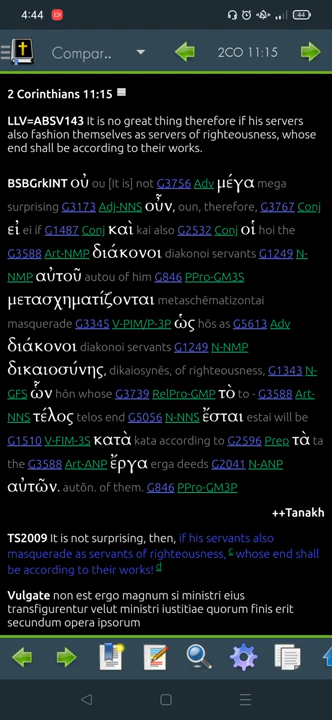 4:44
44
Compar..
2CO 11:15
2 Corinthians 11:15
LLV=ABSV143 It is no great thing therefore if his servers
also fashion themselves as servers of righteousness, whose
end shall be according to their works.
BSBGrkINT οὐ ou [It is] not G3756 Adv μέγα mega
surprising G3173 Adj-NNS οὖν, oun, therefore, G3767 Conj
εἰ ei if G1487 Conj καὶ kai also G2532 Conj οἱ hoi the
G3588 Art-NMP διάκονοι diakonoi servants G1249 N-
NMP αὐτοῦ autou of him G846 PPro-GM3S
μετασχηματίζονται metaschēmatizontai
masquerade G3345 V-PIM/P-3P ὡς hōs as G5613 Adv
διάκονοι diakonoi servants G1249 N-NMP
δικαιοσύνης, dikaiosynēs, of righteousness, G1343 N-
GFS ὧν hōn whose G3739 RelPro-GMP τὸ to - G3588 Art-
NNS τέλος telos end G5056 N-NNS ἔσται estai will be
G1510 V-FIM-3S κατὰ kata according to G2596 Prep τὰ ta
the G3588 Art-ANP ἔργα erga deeds G2041 N-ANP
αὐτῶν. autōn. of them. G846 PPro-GM3P
++Tanakh
TS2009 It is not surprising, then, if his servants also
masquerade as servants of righteousness, c whose end shall
be according to their works! d
Vulgate non est ergo magnum si ministri eius
transfigurentur velut ministri iustitiae quorum finis erit
secundum opera ipsorum